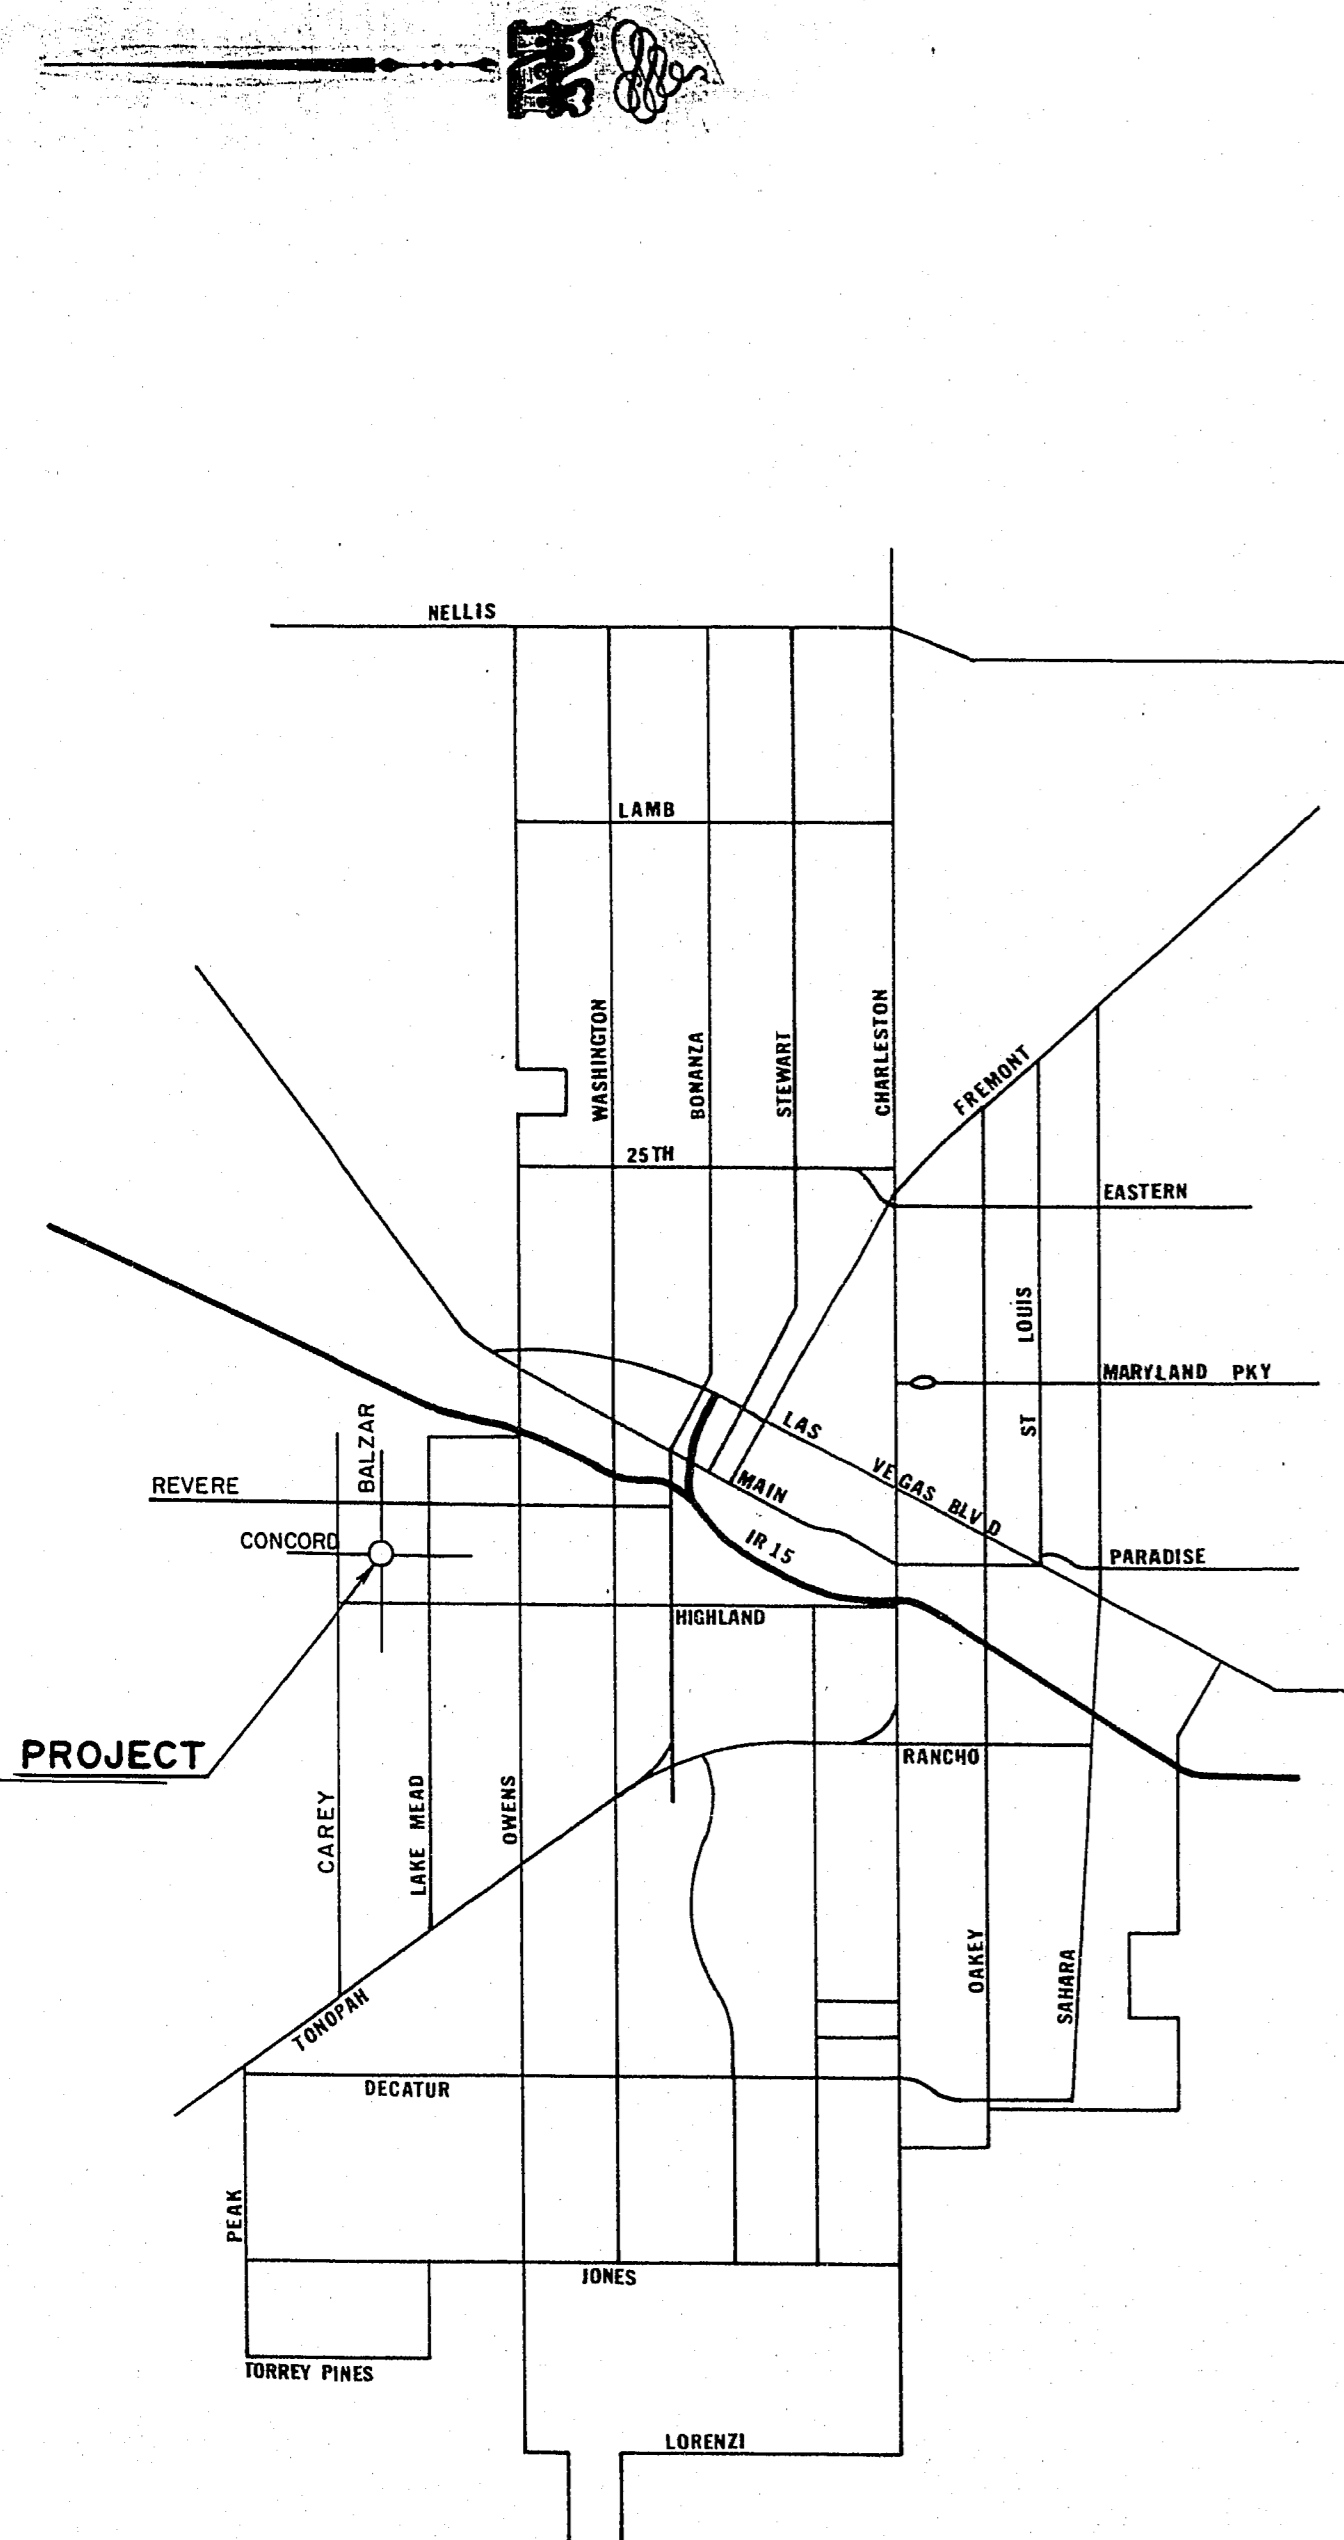 NELLIS
LAMB
WASHINGTON
BONANZA
STEWART
CHARLESTON
FREMONT
25TH
EASTERN
ST LOUIS
MARYLAND PKY
LAS VEGAS BLVD
BALZAR
REVERE
MAIN
CONCORD
IR 15
PARADISE
HIGHLAND
PROJECT
RANCHO
CAREY
LAKE MEAD
OWENS
OAKEY
SAHARA
TONOPAH
DECATUR
PEAK
JONES
TORREY PINES
LORENZI